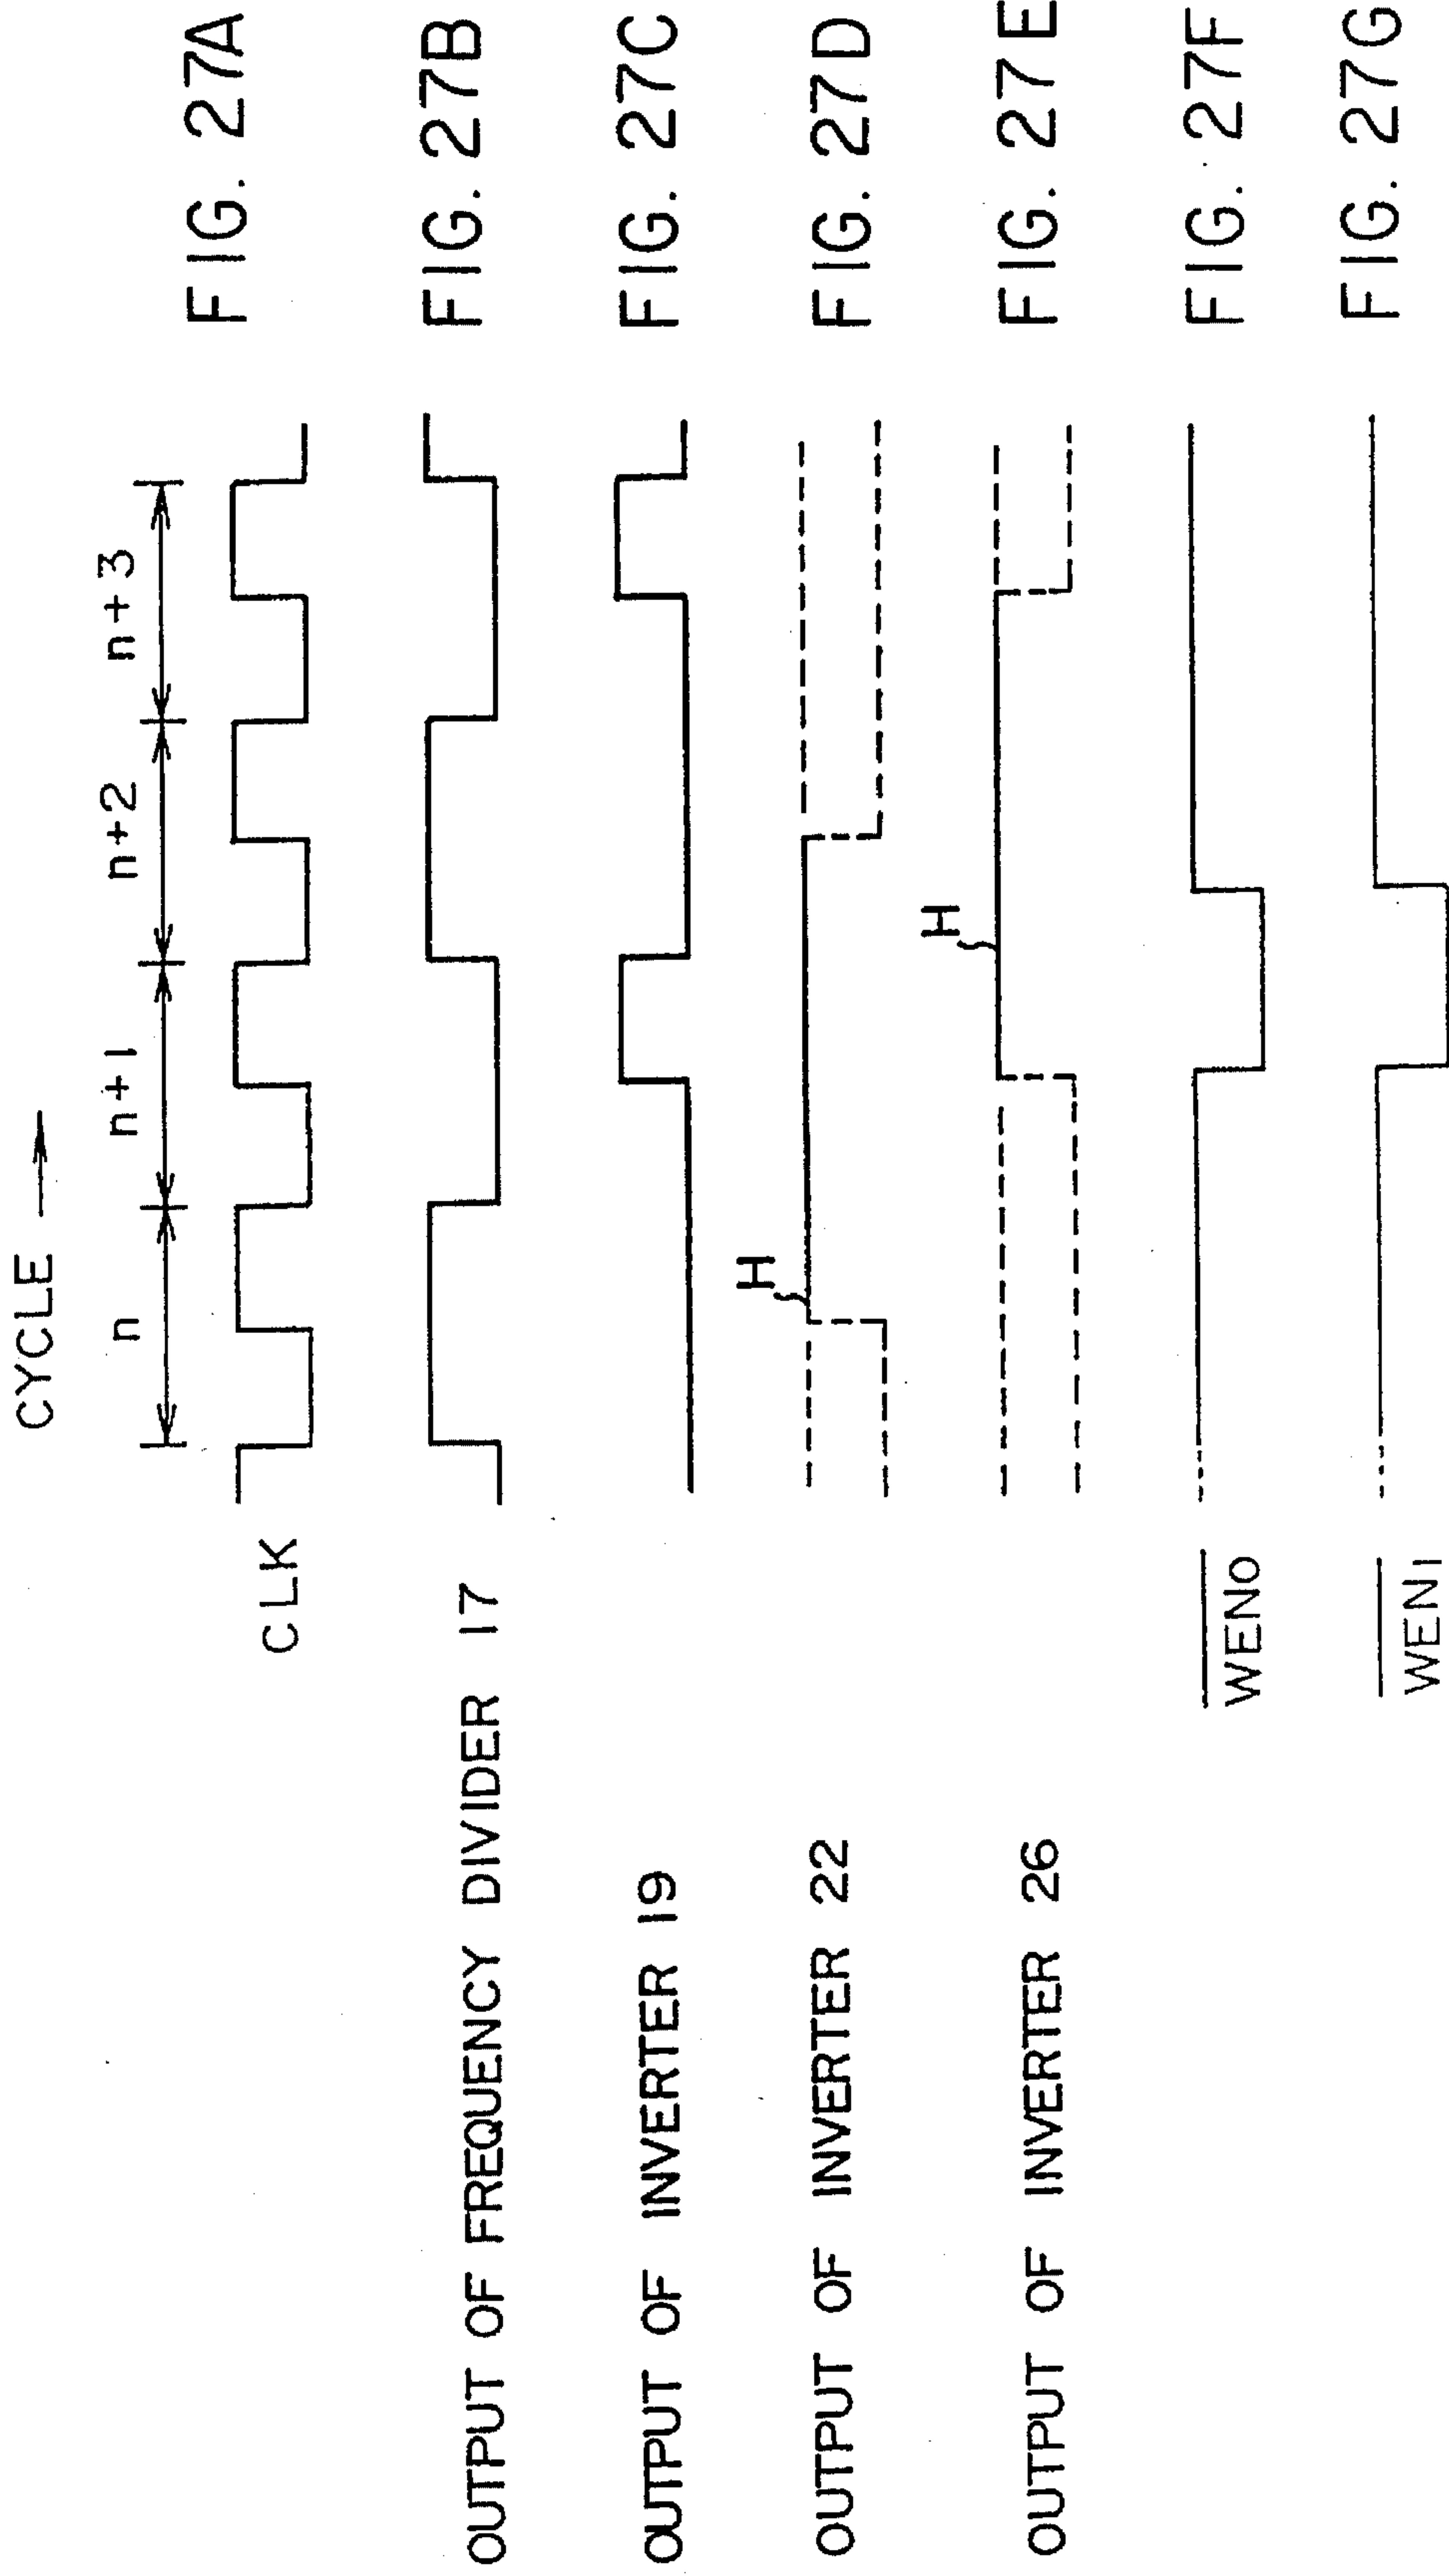 CYCLE →
n n+1 n+2 n+3
CLK FIG. 27A
OUTPUT OF FREQUENCY DIVIDER 17 FIG. 27B
OUTPUT OF INVERTER 19 FIG. 27C
H
OUTPUT OF INVERTER 22 FIG. 27D
H
OUTPUT OF INVERTER 26 FIG. 27E
WEN0 FIG. 27F
WEN1 FIG. 27G